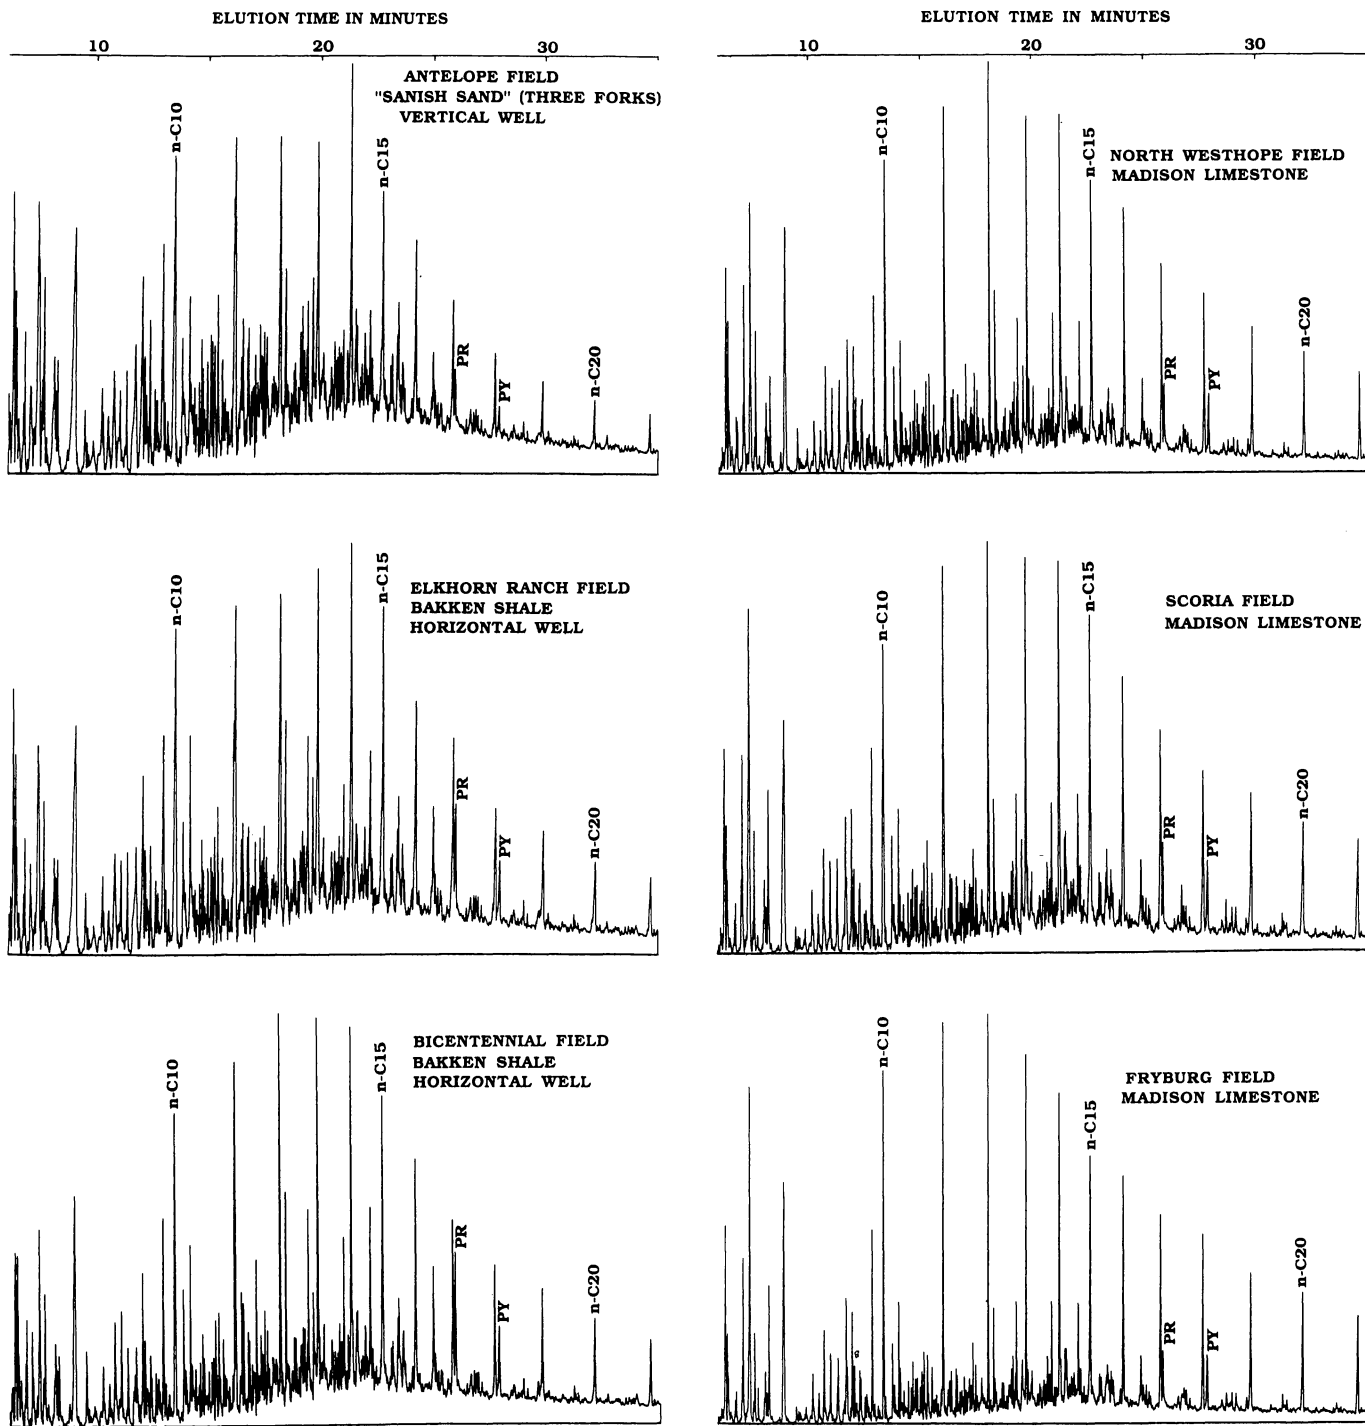 ELUTION TIME IN MINUTES
10 20 30
ANTELOPE FIELD
"SANISH SAND" (THREE FORKS)
VERTICAL WELL
n-C10
n-C15
PR
PY
n-C20
ELUTION TIME IN MINUTES
10 20 30
NORTH WESTHOPE FIELD
MADISON LIMESTONE
n-C10
n-C15
PR
PY
n-C20
ELKHORN RANCH FIELD
BAKKEN SHALE
HORIZONTAL WELL
n-C10
n-C15
PR
PY
n-C20
SCORIA FIELD
MADISON LIMESTONE
n-C10
n-C15
PR
PY
n-C20
BICENTENNIAL FIELD
BAKKEN SHALE
HORIZONTAL WELL
n-C10
n-C15
PR
PY
n-C20
FRYBURG FIELD
MADISON LIMESTONE
n-C10
n-C15
PR
PY
n-C20